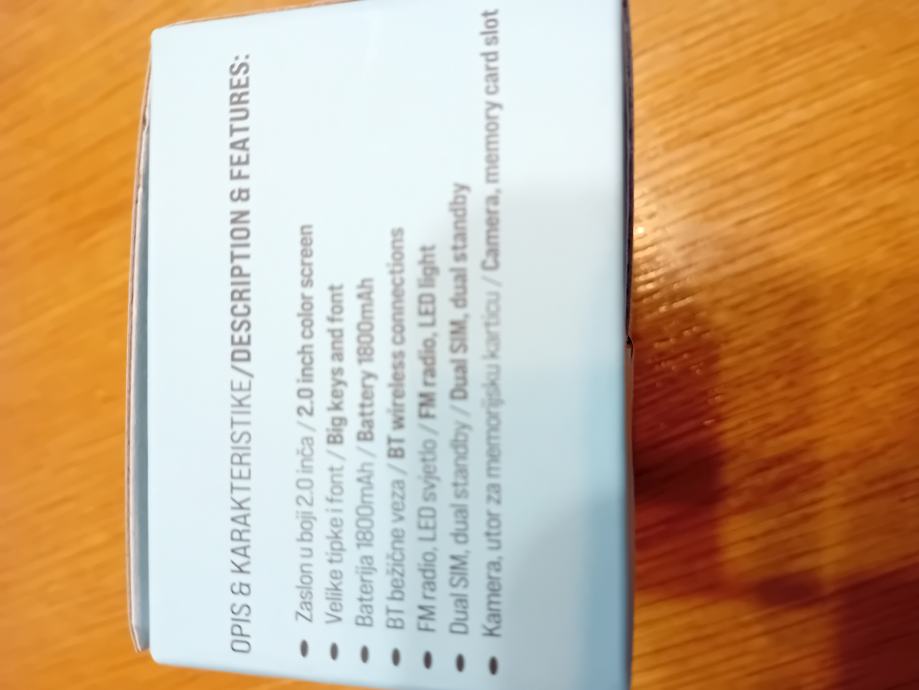 OPIS & KARAKTERISTIKE/DESCRIPTION & FEATURES:
• Zaslon u boji 2.0 inča / 2.0 inch color screen
• Velike tipke i font / Big keys and font
• Baterija 1800mAh / Battery 1800mAh
• BT bežične veza / BT wireless connections
• FM radio, LED svjetlo / FM radio, LED light
• Dual SIM, dual standby / Dual SIM, dual standby
• Kamera, utor za memorijsku karticu / Camera, memory card slot